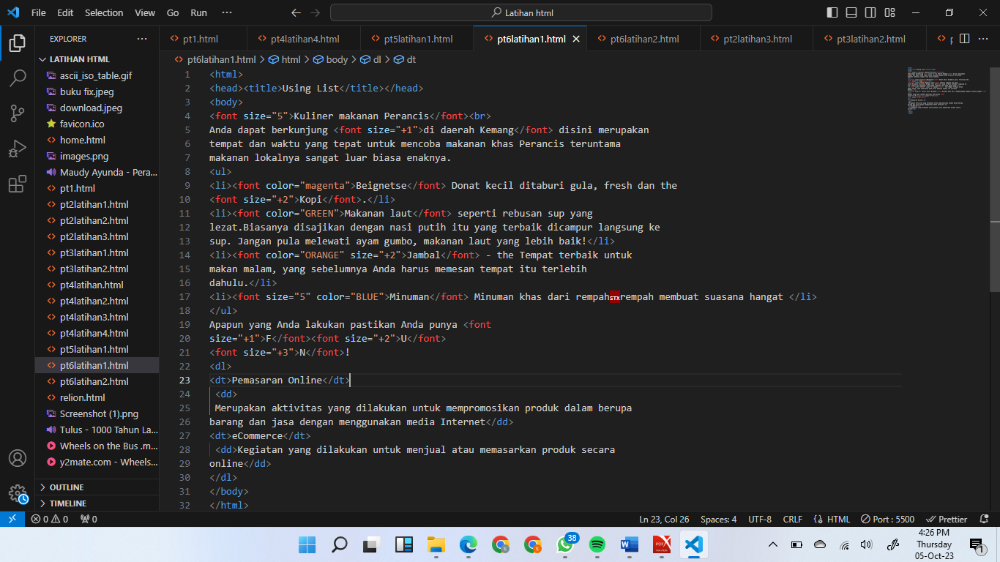 File Edit Selection View Go Run ··· Latihan html
EXPLORER ···
LATIHAN HTML
ascii_iso_table.gif
buku fix.jpeg
download.jpeg
favicon.ico
home.html
images.png
Maudy Ayunda - Pera...
pt1.html
pt2latihan1.html
pt2latihan2.html
pt2latihan3.html
pt3latihan1.html
pt3latihan2.html
pt4latihan.html
pt4latihan2.html
pt4latihan3.html
pt4latihan4.html
pt5latihan1.html
pt6latihan1.html
pt6latihan2.html
relion.html
Screenshot (1).png
Tulus - 1000 Tahun La...
Wheels on the Bus .m...
y2mate.com - Wheels...
OUTLINE
TIMELINE
pt1.html pt4latihan4.html pt5latihan1.html pt6latihan1.html pt6latihan2.html pt2latihan3.html pt3latihan2.html
pt6latihan1.html > html > body > dl > dt
1 <html>
2 <head><title>Using List</title></head>
3 <body>
4 <font size="5">Kuliner makanan Perancis</font><br>
5 Anda dapat berkunjung <font size="+1">di daerah Kemang</font> disini merupakan
6 tempat dan waktu yang tepat untuk mencoba makanan khas Perancis teruntama
7 makanan lokalnya sangat luar biasa enaknya.
8 <ul>
9 <li><font color="magenta">Beignetse</font> Donat kecil ditaburi gula, fresh dan the
10 <font size="+2">Kopi</font>.</li>
11 <li><font color="GREEN">Makanan laut</font> seperti rebusan sup yang
12 lezat.Biasanya disajikan dengan nasi putih itu yang terbaik dicampur langsung ke
13 sup. Jangan pula melewati ayam gumbo, makanan laut yang lebih baik!</li>
14 <li><font color="ORANGE" size="+2">Jambal</font> - the Tempat terbaik untuk
15 makan malam, yang sebelumnya Anda harus memesan tempat itu terlebih
16 dahulu.</li>
17 <li><font size="5" color="BLUE">Minuman</font> Minuman khas dari rempahSTXrempah membuat suasana hangat </li>
18 </ul>
19 Apapun yang Anda lakukan pastikan Anda punya <font
20 size="+1">F</font><font size="+2">U</font>
21 <font size="+3">N</font>!
22 <dl>
23 <dt>Pemasaran Online</dt>
24 <dd>
25 Merupakan aktivitas yang dilakukan untuk mempromosikan produk dalam berupa
26 barang dan jasa dengan menggunakan media Internet</dd>
27 <dt>eCommerce</dt>
28 <dd>Kegiatan yang dilakukan untuk menjual atau memasarkan produk secara
29 online</dd>
30 </dl>
31 </body>
32 </html>
0 0 0 Ln 23, Col 26 Spaces: 4 UTF-8 CRLF HTML Port : 5500 Prettier
38
PDF
4:26 PM
Thursday
05-Oct-23
1